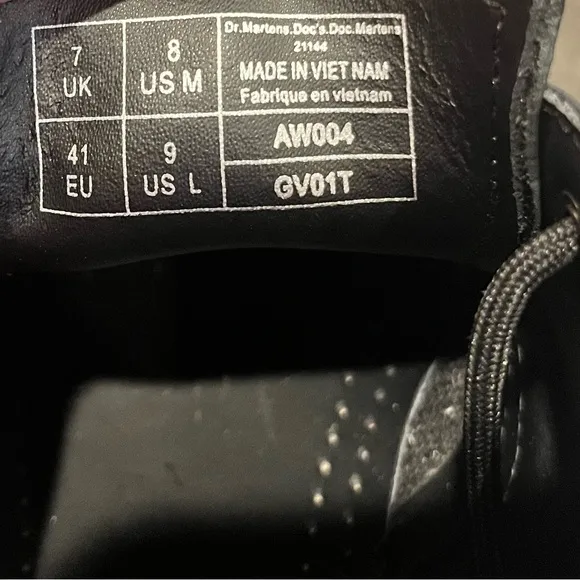 7
UK
8
US M
Dr.Martens.Doc's.Doc.Martens
21144
MADE IN VIET NAM
Fabrique en vietnam
41
EU
9
US L
AW004
GV01T